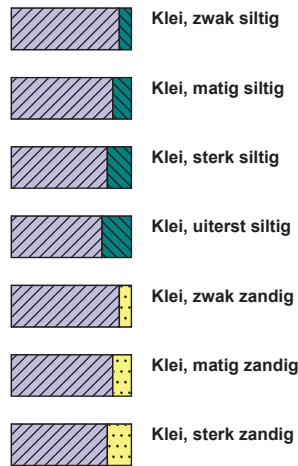 Klei, zwak siltig
Klei, matig siltig
Klei, sterk siltig
Klei, uiterst siltig
Klei, zwak zandig
Klei, matig zandig
Klei, sterk zandig